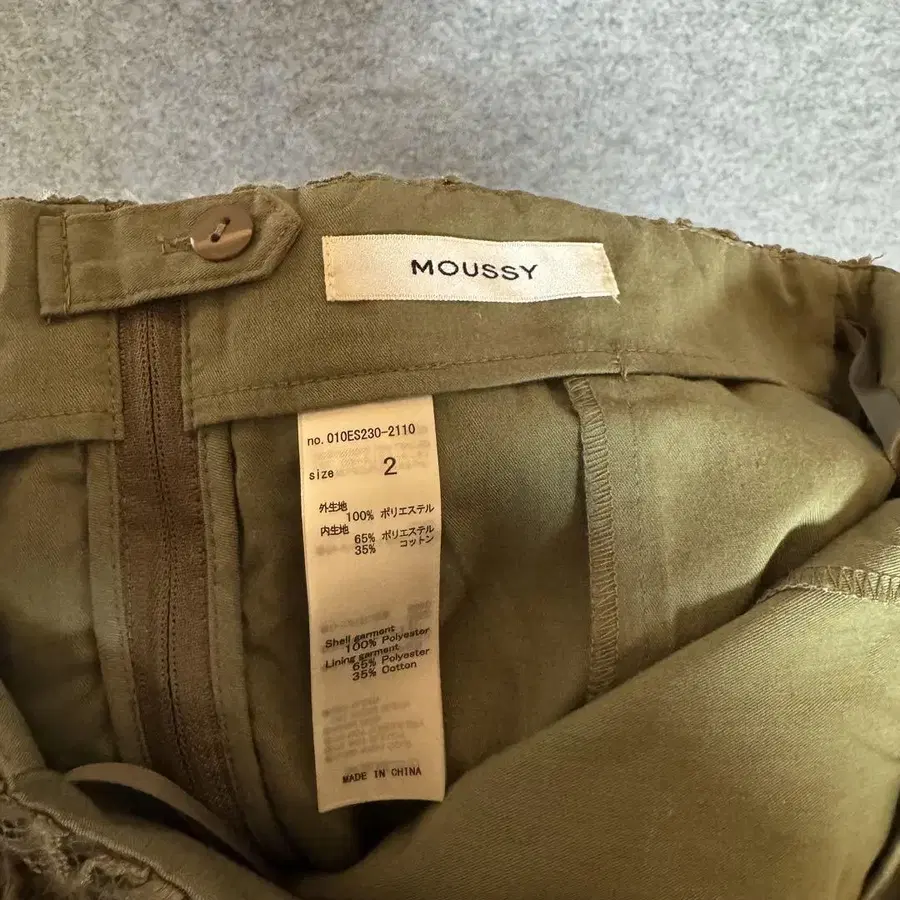 MOUSSY
no. 010ES230-2110
size 2
外生地
100% ポリエステル
内生地
65% ポリエステル
35% コットン
Shell garment
100% Polyester
Lining garment
65% Polyester
35% Cotton
MADE IN CHINA